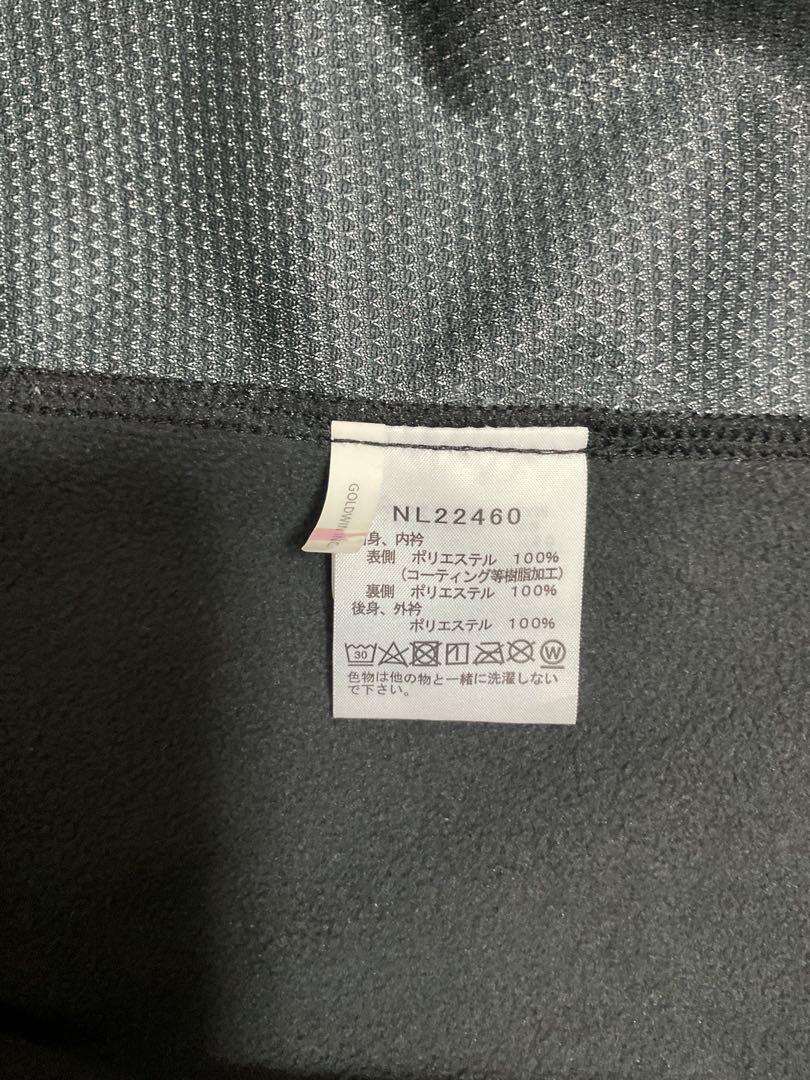 GOLDWIN INC
NL22460
身、内衿
表側 ポリエステル 100%
(コーティング等樹脂加工)
裏側 ポリエステル 100%
後身、外衿
ポリエステル 100%
30 W
色物は他の物と一緒に洗濯しない
で下さい。